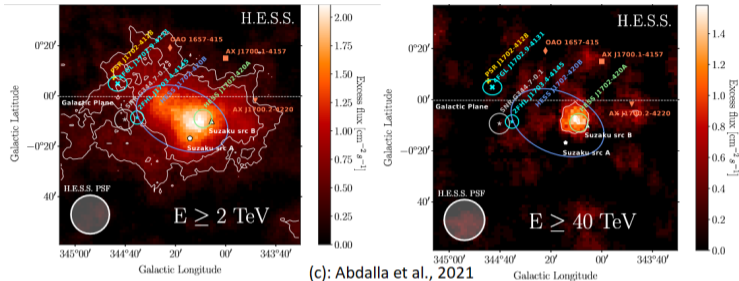 H.E.S.S.
OAO 1657-415
AX J1700.1-4157
PSR J1702-4128
Galactic Plane
AX J1700.2-4220
Suzaku src B
Suzaku src A
H.E.S.S. PSF
E ≥ 2 TeV
0°20'
0°00'
−0°20'
40'
345°00'
344°40'
20'
00'
343°40'
Galactic Latitude
Galactic Longitude
2.00
1.75
1.50
1.25
1.00
0.75
0.50
0.25
0.00
Excess flux [cm⁻² s⁻¹]
H.E.S.S.
OAO 1657-415
AX J1700.1-4157
PSR J1702-4128
Galactic Plane
AX J1700.2-4220
Suzaku src B
Suzaku src A
H.E.S.S. PSF
E ≥ 40 TeV
0°20'
0°00'
−0°20'
40'
345°00'
344°40'
20'
00'
343°40'
Galactic Latitude
Galactic Longitude
1.4
1.2
1.0
0.8
0.6
0.4
0.2
0.0
Excess flux [cm⁻² s⁻¹]
(c): Abdalla et al., 2021